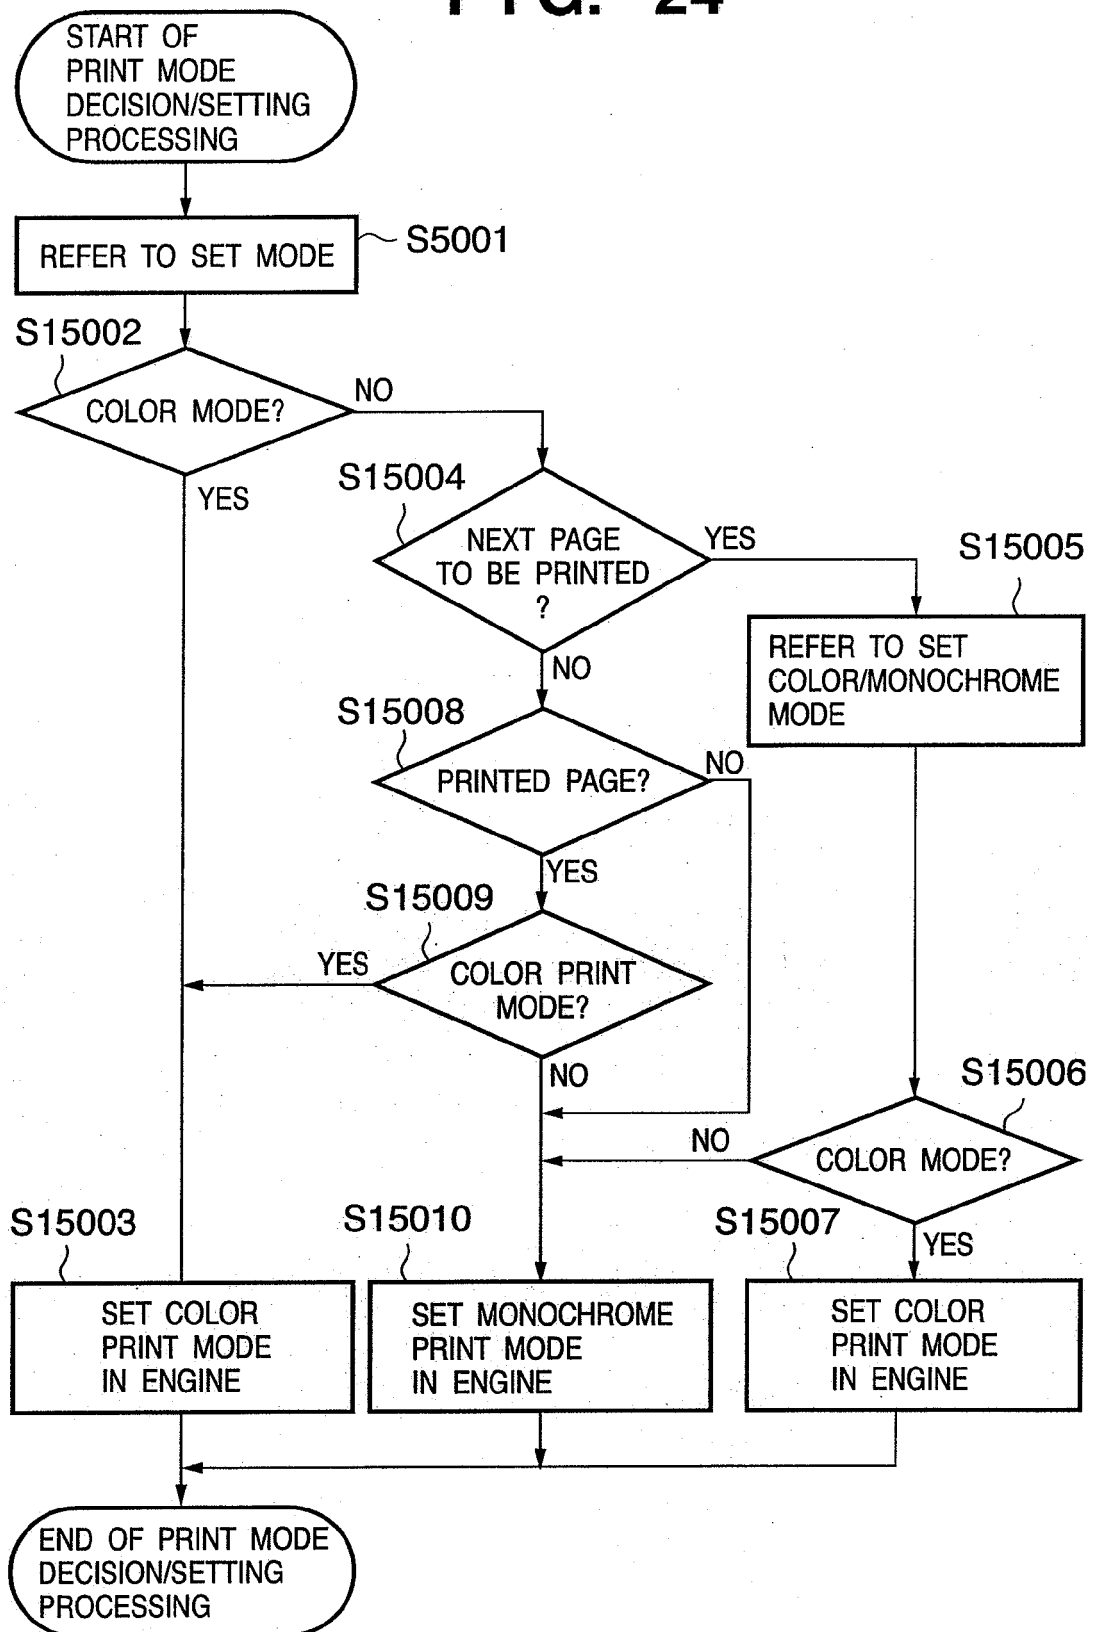 FIG. 24
START OF
PRINT MODE
DECISION/SETTING
PROCESSING
REFER TO SET MODE
S5001
S15002
COLOR MODE?
NO
YES
S15004
NEXT PAGE
TO BE PRINTED
?
YES
NO
S15005
REFER TO SET
COLOR/MONOCHROME
MODE
S15008
PRINTED PAGE?
NO
YES
S15009
COLOR PRINT
MODE?
YES
NO
S15006
COLOR MODE?
NO
YES
S15003
SET COLOR
PRINT MODE
IN ENGINE
S15010
SET MONOCHROME
PRINT MODE
IN ENGINE
S15007
SET COLOR
PRINT MODE
IN ENGINE
END OF PRINT MODE
DECISION/SETTING
PROCESSING